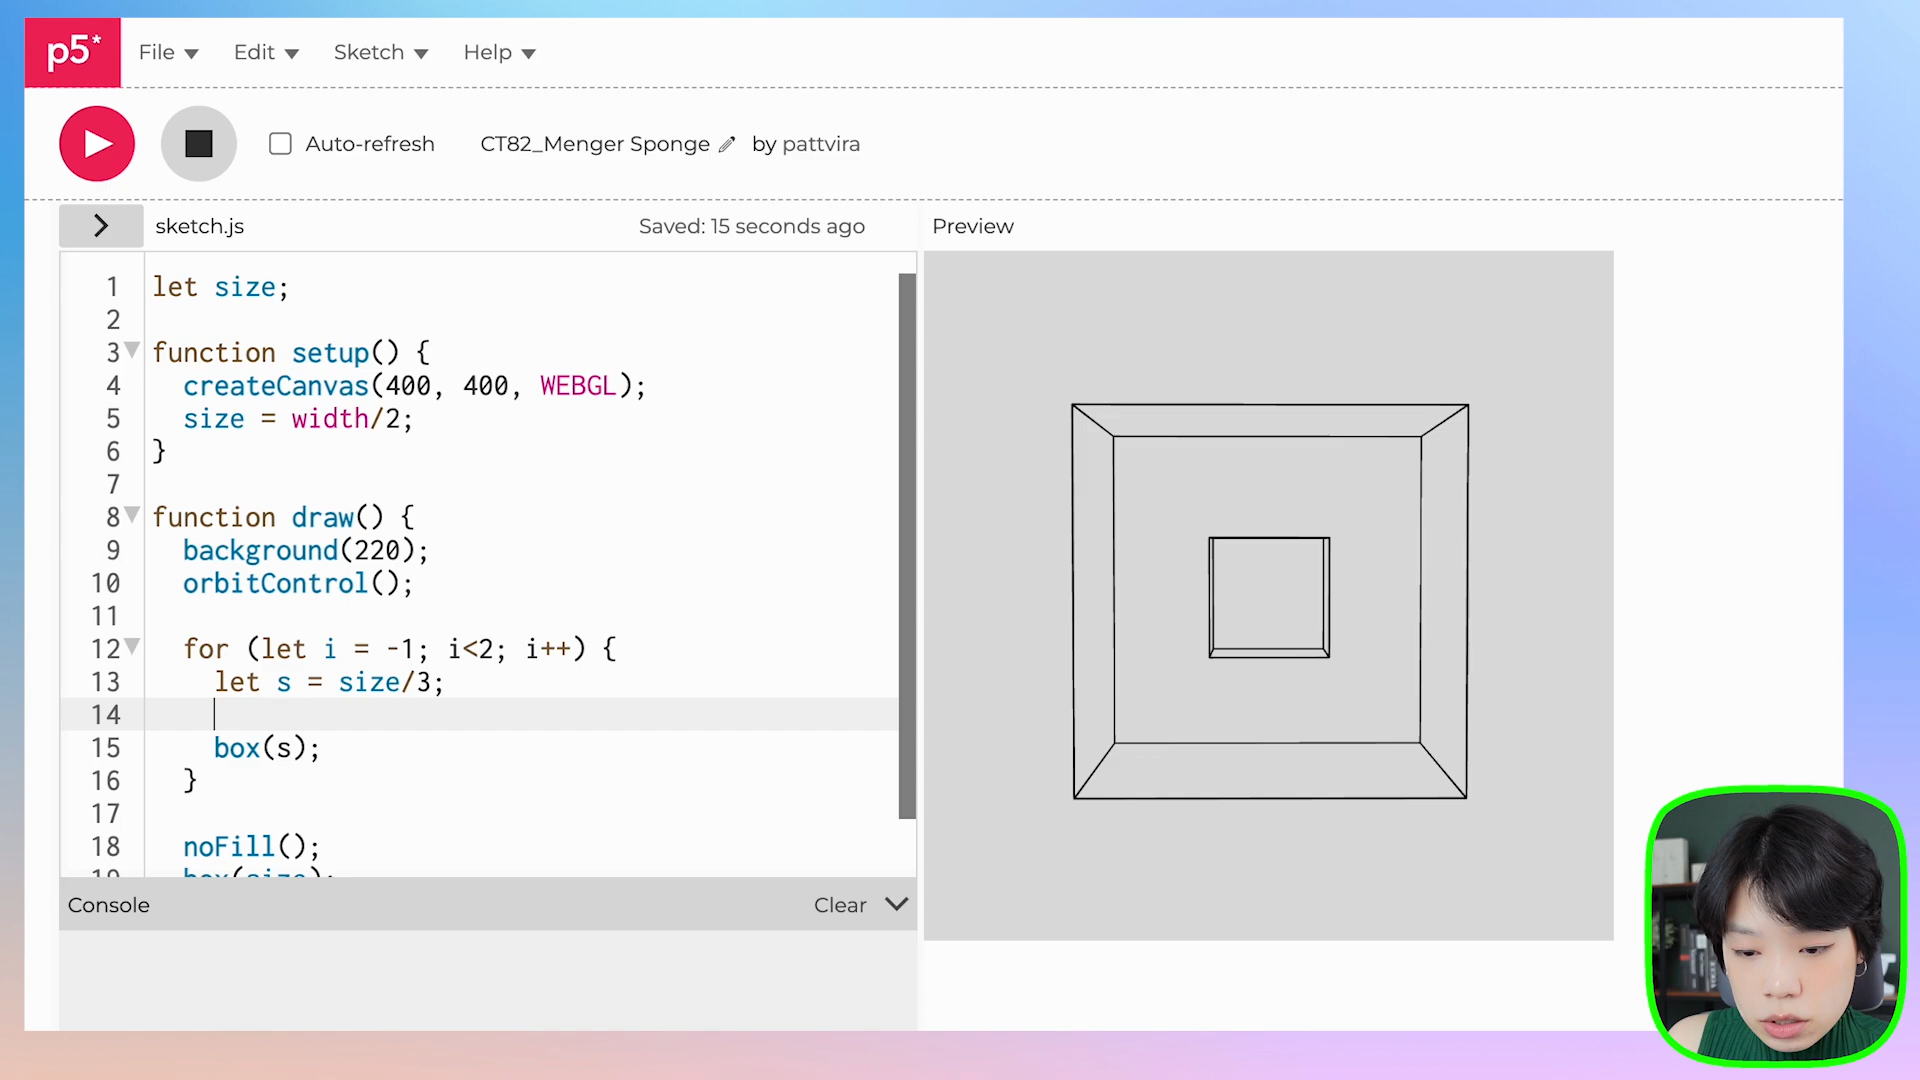 p5* File Edit Sketch Help
Auto-refresh CT82_Menger Sponge by pattvira
sketch.js Saved: 15 seconds ago Preview
1 let size;
2
3 function setup() {
4 createCanvas(400, 400, WEBGL);
5 size = width/2;
6 }
7
8 function draw() {
9 background(220);
10 orbitControl();
11
12 for (let i = -1; i<2; i++) {
13 let s = size/3;
14
15 box(s);
16 }
17
18 noFill();
19 box(size);
Console Clear